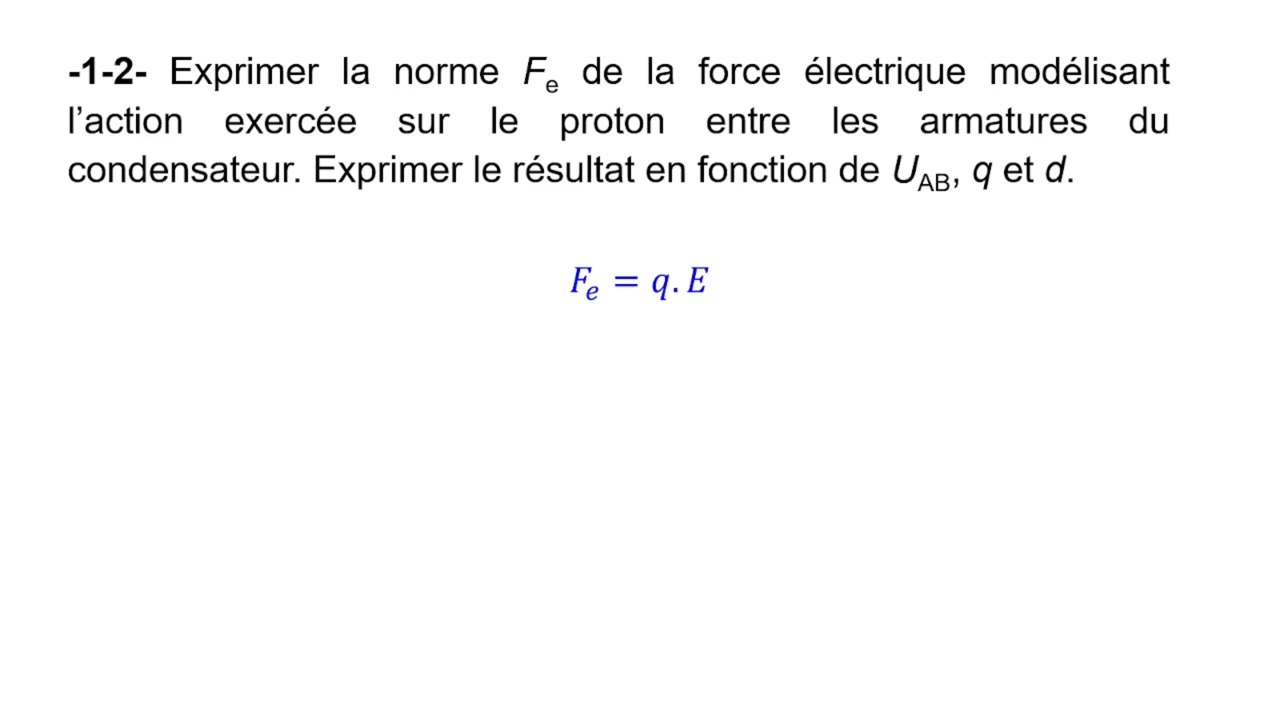 -1-2- Exprimer la norme Fe de la force électrique modélisant
l’action exercée sur le proton entre les armatures du
condensateur. Exprimer le résultat en fonction de UAB, q et d.
Fe = q. E